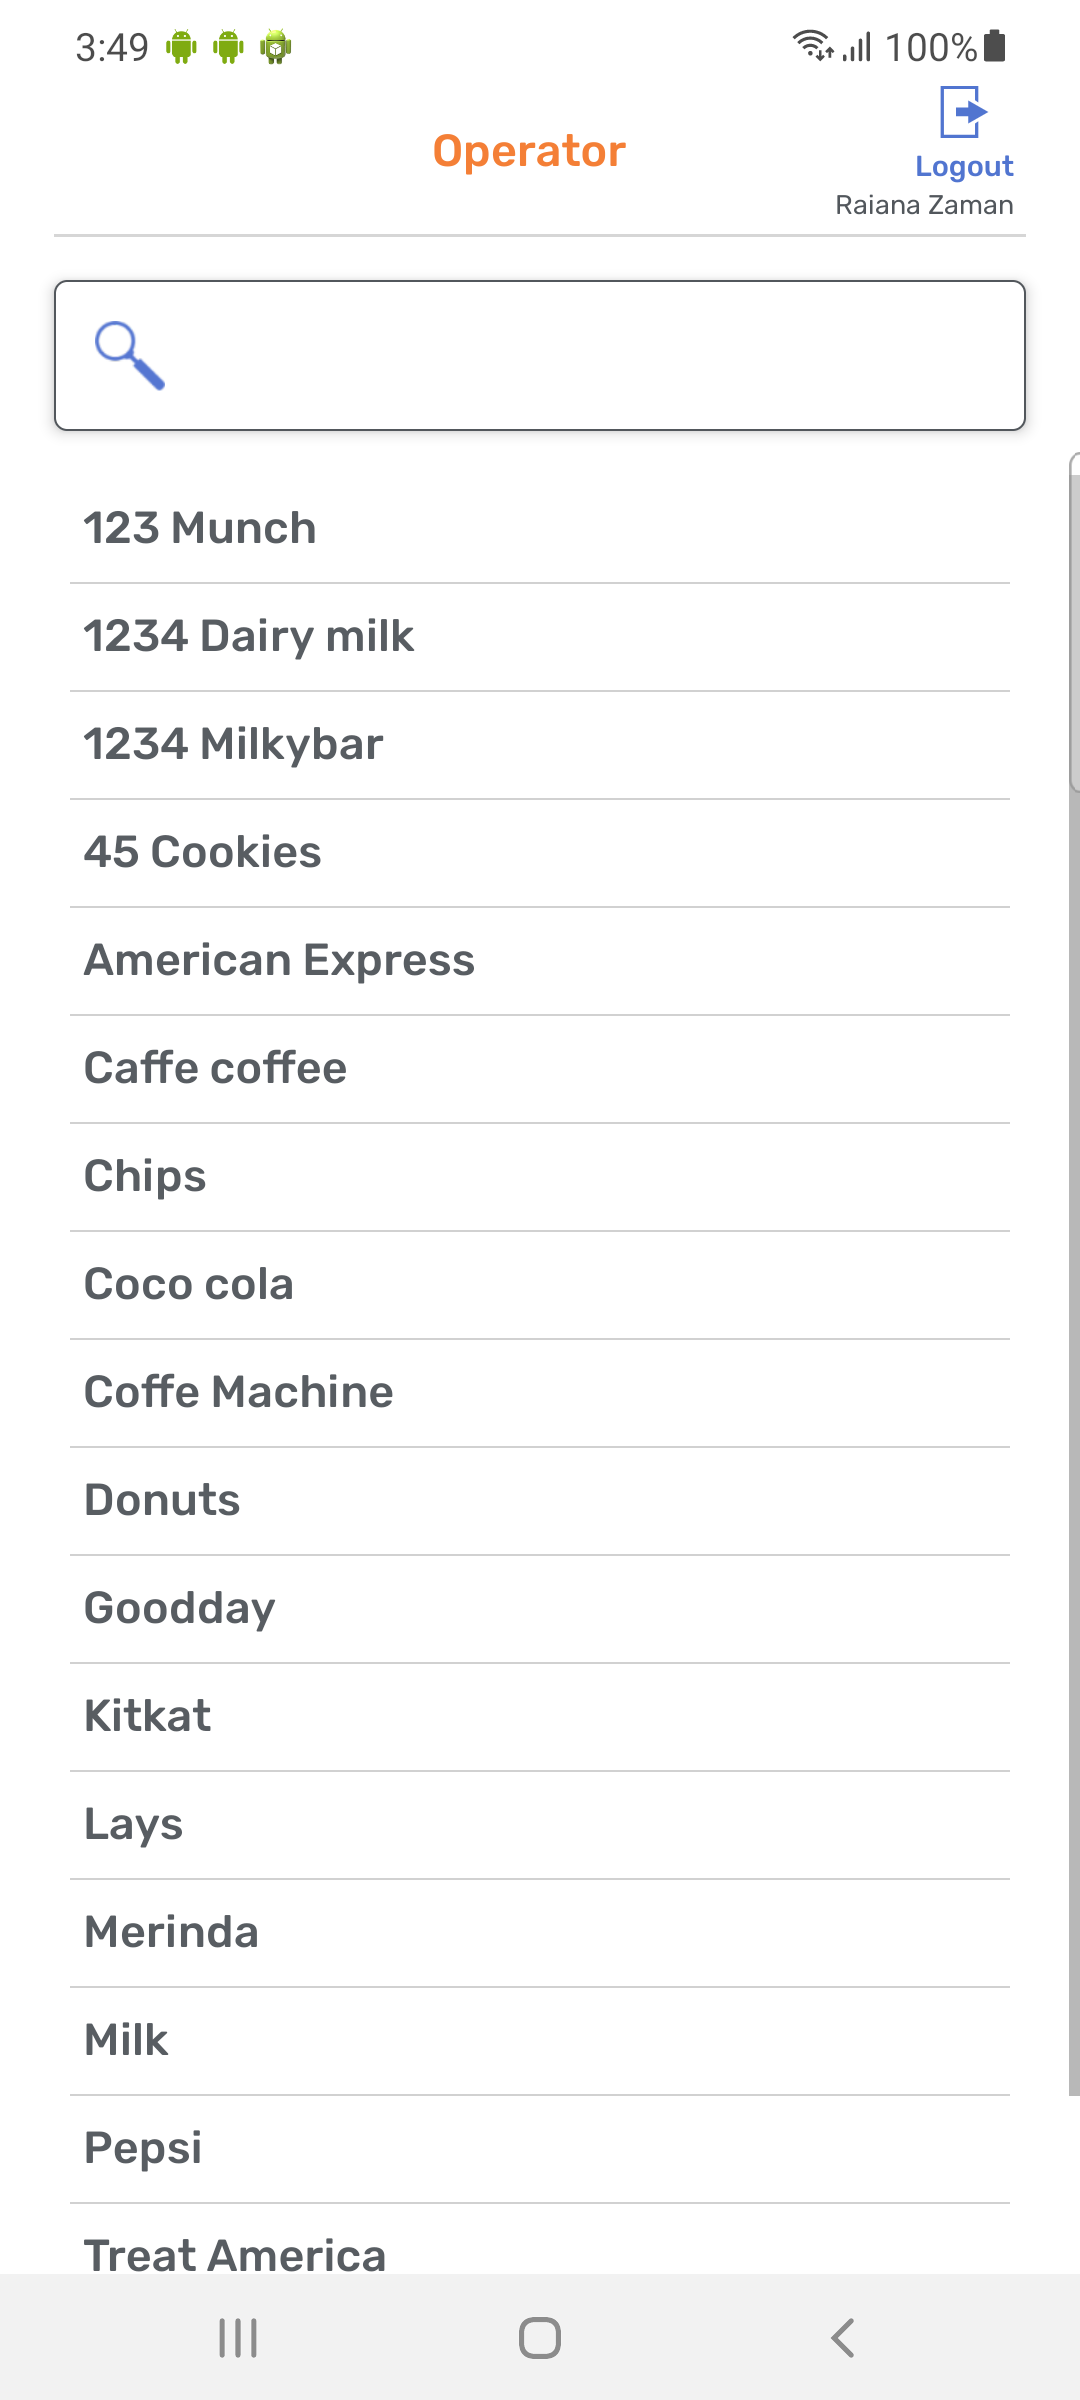 3:49
100%
Operator
Logout
Raiana Zaman
123 Munch
1234 Dairy milk
1234 Milkybar
45 Cookies
American Express
Caffe coffee
Chips
Coco cola
Coffe Machine
Donuts
Goodday
Kitkat
Lays
Merinda
Milk
Pepsi
Treat America